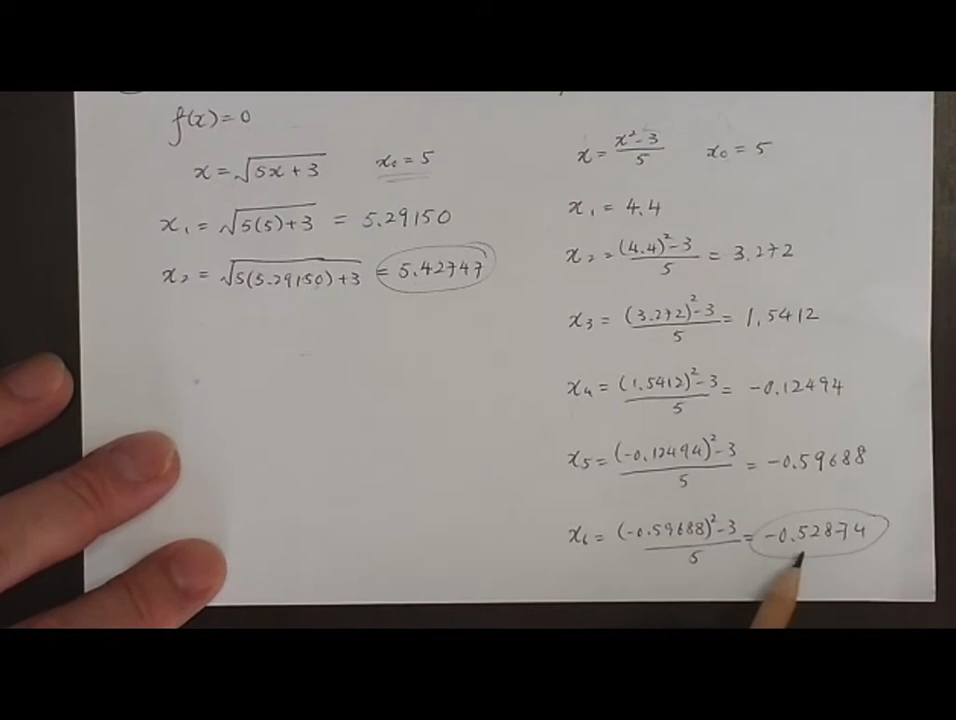 f(x)=0
x = √(5x+3)    x₀ = 5
x₁ = √(5(5)+3) = 5.29150
x₂ = √(5(5.29150)+3) = 5.42747
x = (x²-3)/5    x₀ = 5
x₁ = 4.4
x₂ = ((4.4)²-3)/5 = 3.272
x₃ = ((3.272)²-3)/5 = 1.5412
x₄ = ((1.5412)²-3)/5 = -0.12494
x₅ = ((-0.12494)²-3)/5 = -0.59688
x₆ = ((-0.59688)²-3)/5 = -0.52874